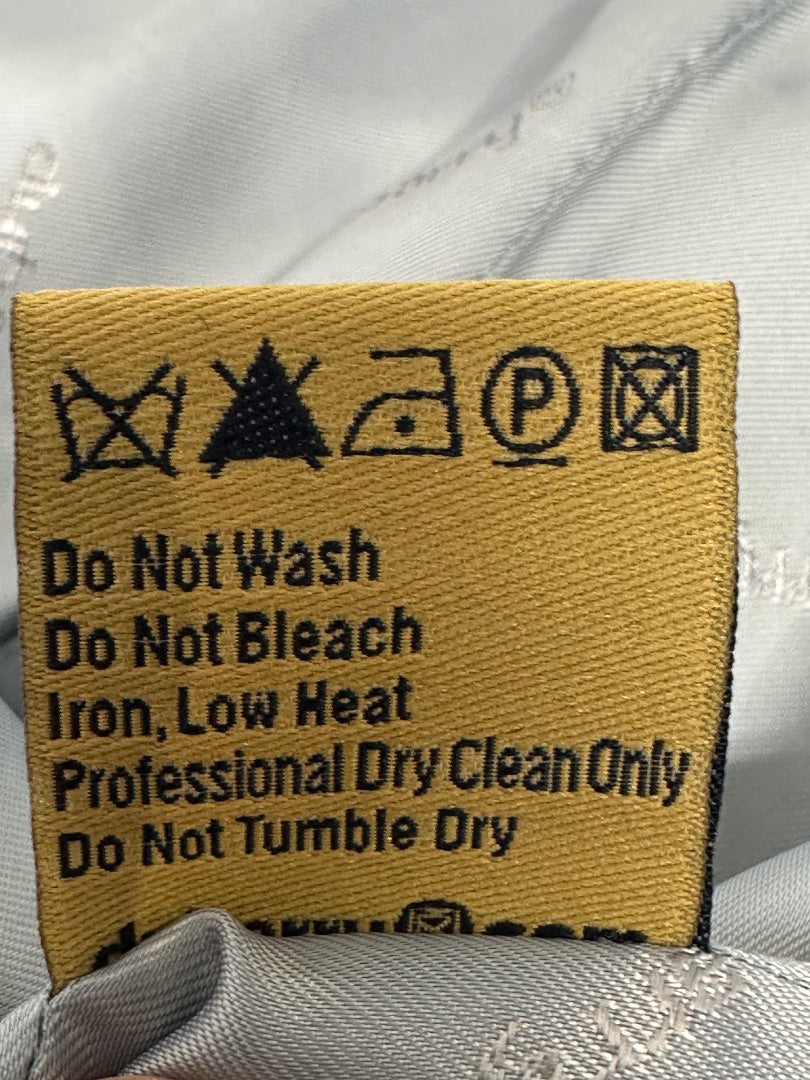 P
Do Not Wash
Do Not Bleach
Iron, Low Heat
Professional Dry Clean Only
Do Not Tumble Dry